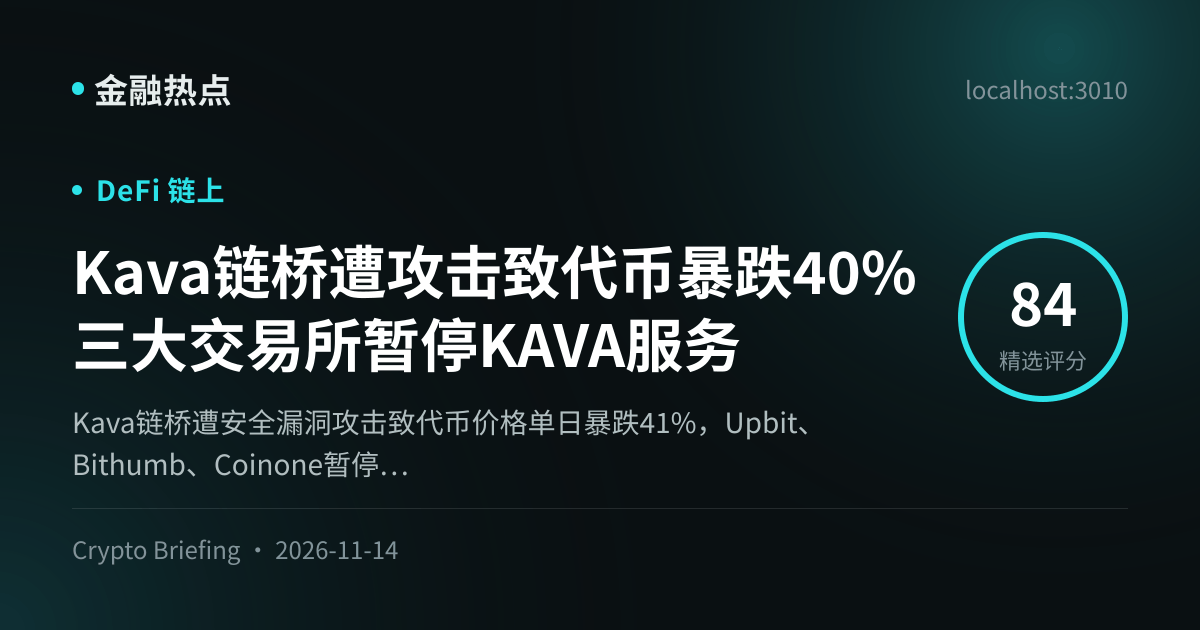 金融热点
localhost:3010
DeFi 链上
Kava链桥遭攻击致代币暴跌40%
三大交易所暂停KAVA服务
84
精选评分
Kava链桥遭安全漏洞攻击致代币价格单日暴跌41%，Upbit、
Bithumb、Coinone暂停…
Crypto Briefing · 2026-11-14